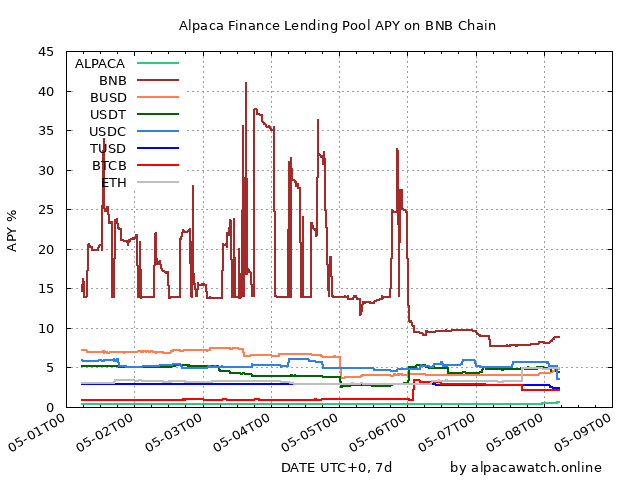 Alpaca Finance Lending Pool APY on BNB Chain
45
40
35
30
25
20
15
10
5
0
APY %
ALPACA
BNB
BUSD
USDT
USDC
TUSD
BTCB
ETH
05-01T00
05-02T00
05-03T00
05-04T00
05-05T00
05-06T00
05-07T00
05-08T00
05-09T00
DATE UTC+0, 7d
by alpacawatch.online